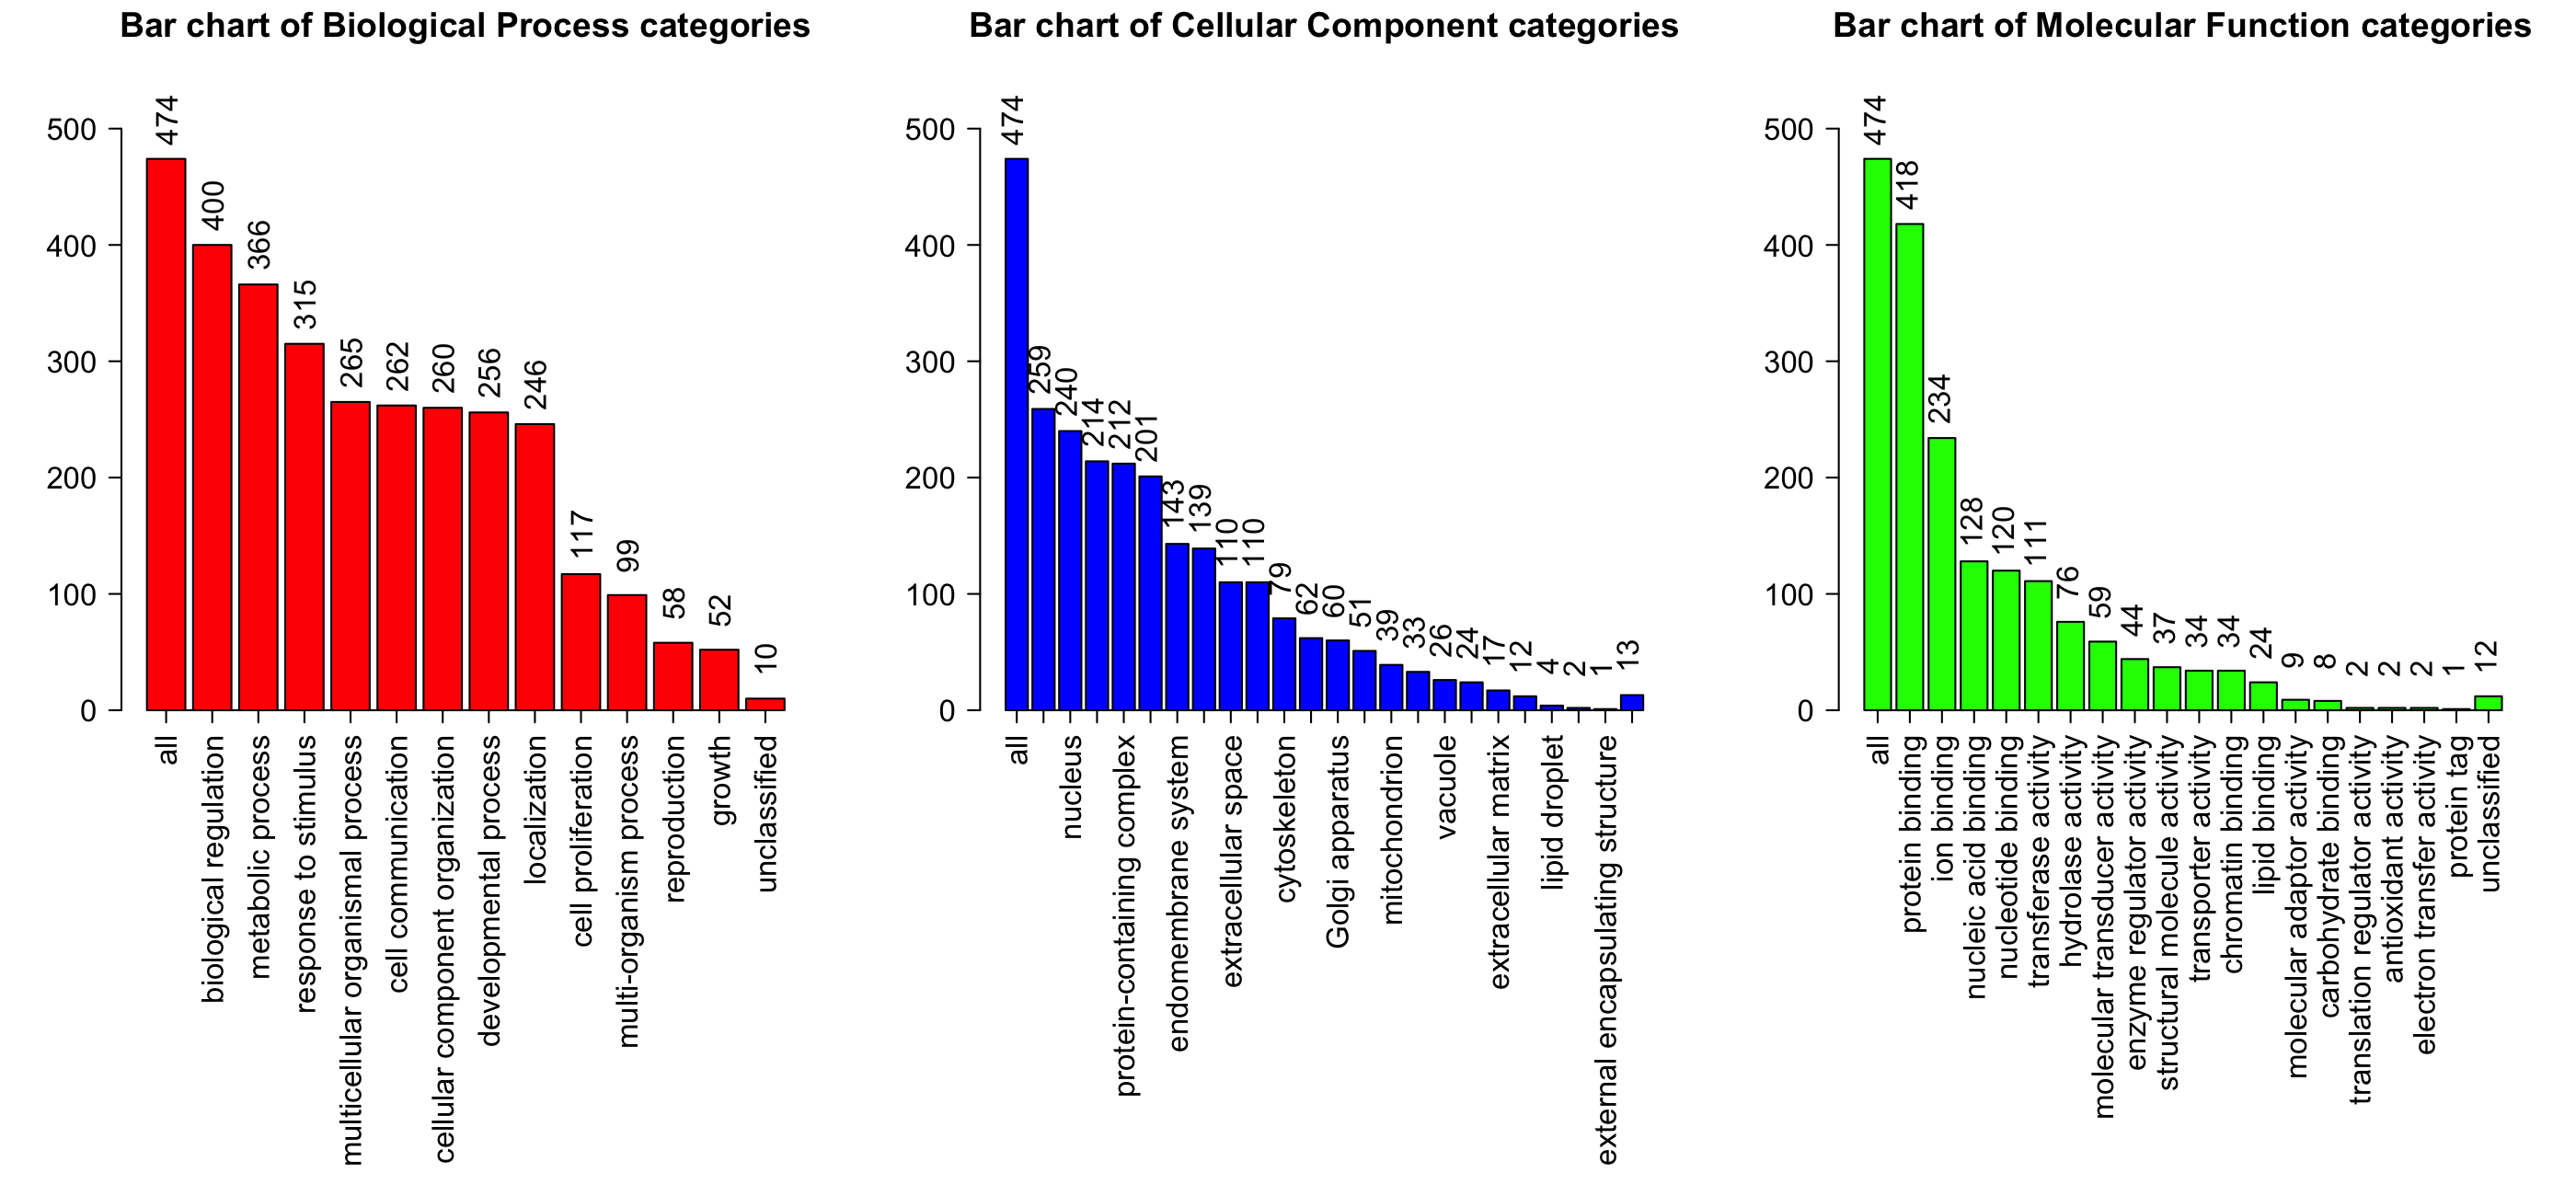 Bar chart of Biological Process categories
500
400
300
200
100
0
474
400
366
315
265
262
260
256
246
117
99
58
52
10
all
biological regulation
metabolic process
response to stimulus
multicellular organismal process
cell communication
cellular component organization
developmental process
localization
cell proliferation
multi-organism process
reproduction
growth
unclassified
Bar chart of Cellular Component categories
500
400
300
200
100
0
474
259
240
214
212
201
143
139
110
110
79
62
60
51
39
33
26
24
17
12
4
2
1
13
all
nucleus
protein-containing complex
endomembrane system
extracellular space
cytoskeleton
Golgi apparatus
mitochondrion
vacuole
extracellular matrix
lipid droplet
external encapsulating structure
Bar chart of Molecular Function categories
500
400
300
200
100
0
474
418
234
128
120
111
76
59
44
37
34
34
24
9
8
2
2
2
1
12
all
protein binding
ion binding
nucleic acid binding
nucleotide binding
transferase activity
hydrolase activity
molecular transducer activity
enzyme regulator activity
structural molecule activity
transporter activity
chromatin binding
lipid binding
molecular adaptor activity
carbohydrate binding
translation regulator activity
antioxidant activity
electron transfer activity
protein tag
unclassified